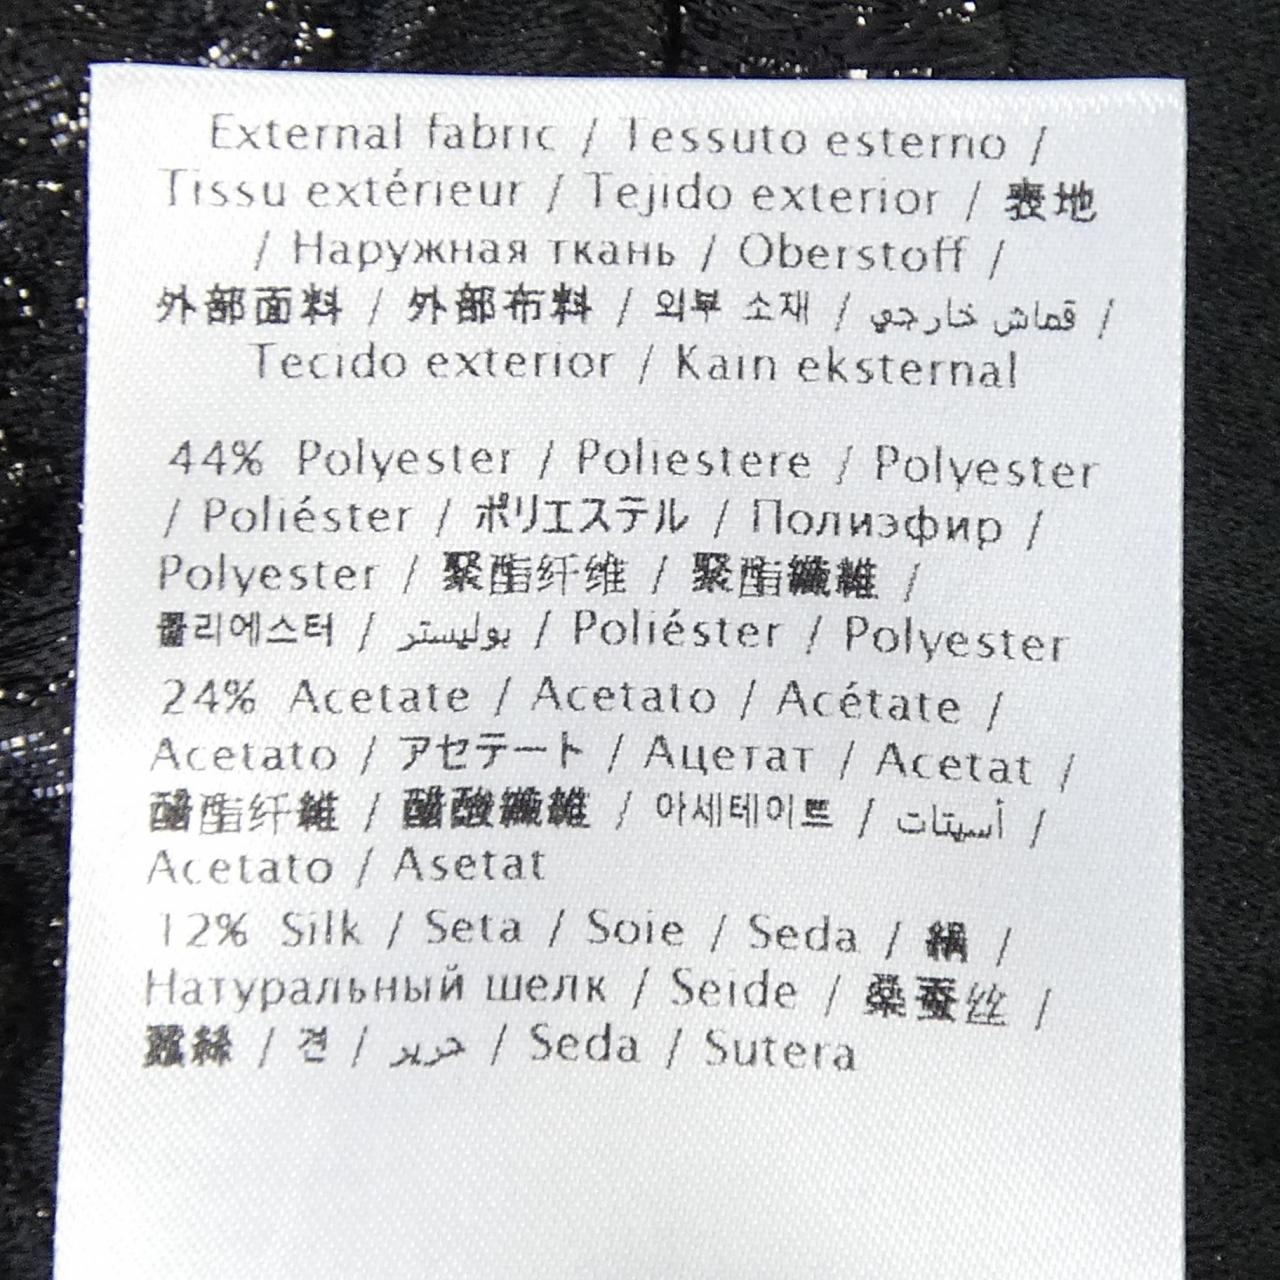 External fabric / Tessuto esterno /
Tissu extérieur / Tejido exterior / 表地
/ Наружная ткань / Oberstoff /
外部面料 / 外部布料 / 외부 소재 / قماش خارجي /
Tecido exterior / Kain eksternal
44% Polyester / Poliestere / Polyester
/ Poliéster / ポリエステル / Полиэфир /
Polyester / 聚酯纤维 / 聚酯纖維 /
폴리에스터 / بوليستر / Poliéster / Polyester
24% Acetate / Acetato / Acétate /
Acetato / アセテート / Ацетат / Acetat /
醋酯纤维 / 醋酸纖維 / 아세테이트 / أسيتات /
Acetato / Asetat
12% Silk / Seta / Soie / Seda / 絹 /
Натуральный шелк / Seide / 桑蚕丝 /
蠶絲 / 견 / حرير / Seda / Sutera